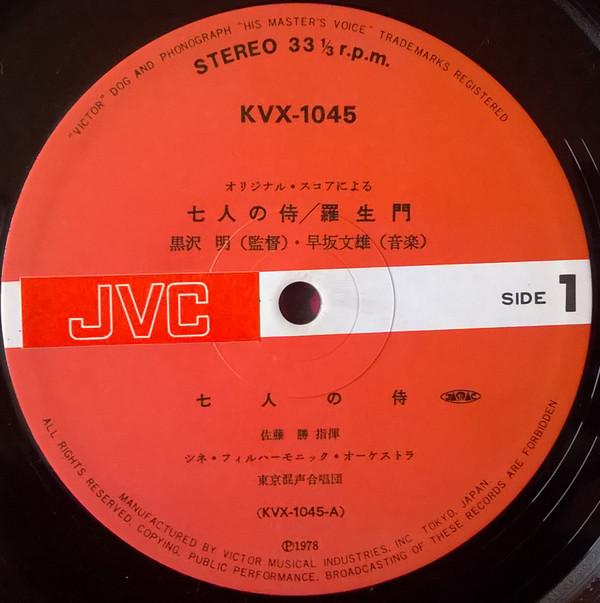 "VICTOR" DOG AND PHONOGRAPH "HIS MASTER'S VOICE" TRADEMARKS REGISTERED
STEREO 33 ⅓ r.p.m.
KVX-1045
オリジナル・スコアによる
七人の侍/羅生門
黒沢 明(監督)・早坂文雄(音楽)
JVC
SIDE 1
七人の侍
JASRAC
佐藤 勝 指揮
シネ・フィルハーモニック・オーケストラ
東京混声合唱団
(KVX-1045-A)
Ⓟ1978
MANUFACTURED BY VICTOR MUSICAL INDUSTRIES, INC. TOKYO, JAPAN
ALL RIGHTS RESERVED. COPYING, PUBLIC PERFORMANCE, BROADCASTING OF THESE RECORDS ARE FORBIDDEN